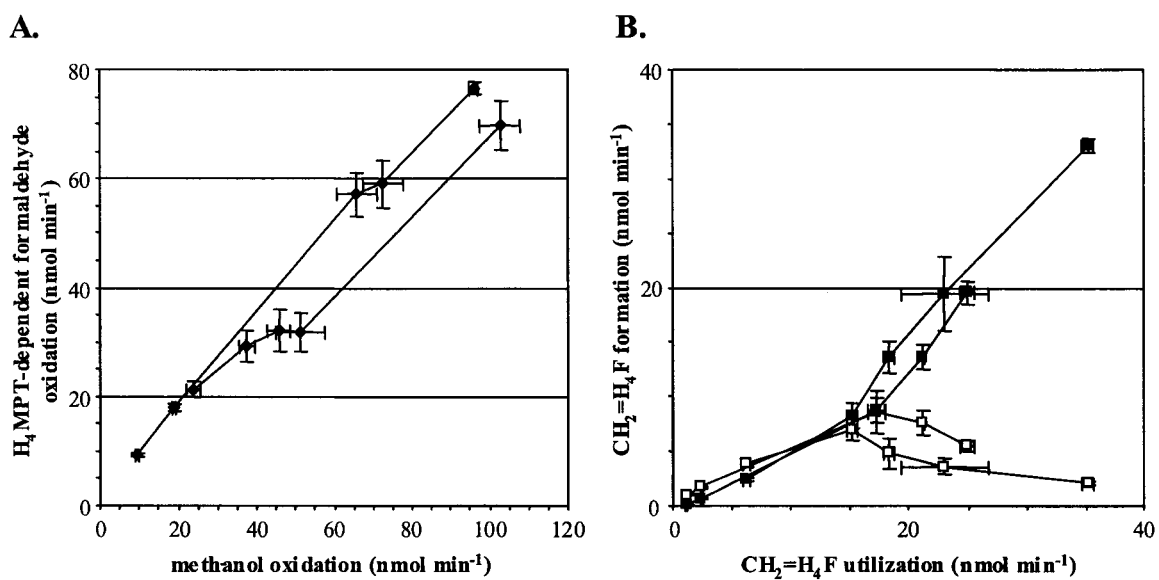 A.
H₄MPT-dependent formaldehyde
oxidation (nmol min⁻¹)
80
60
40
20
0
0 20 40 60 80 100 120
methanol oxidation (nmol min⁻¹)
B.
CH₂=H₄F formation (nmol min⁻¹)
40
20
0
0 20 40
CH₂=H₄F utilization (nmol min⁻¹)